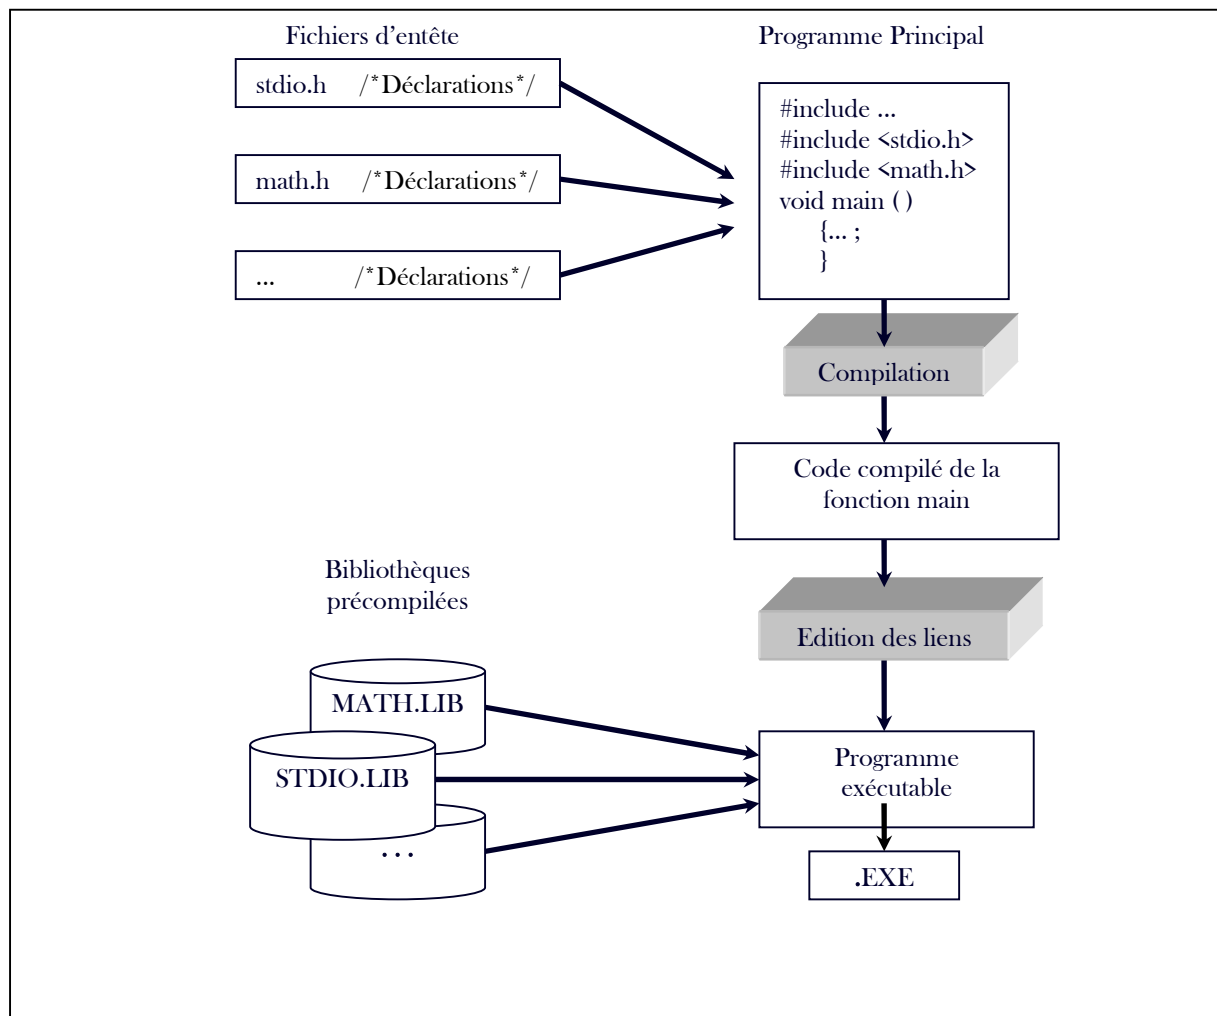 Fichiers d’entête
Programme Principal
stdio.h /*Déclarations*/
math.h /*Déclarations*/
... /*Déclarations*/
#include ...
#include <stdio.h>
#include <math.h>
void main ( )
{... ;
}
Compilation
Code compilé de la
fonction main
Edition des liens
Bibliothèques
précompilées
MATH.LIB
STDIO.LIB
...
Programme
exécutable
.EXE